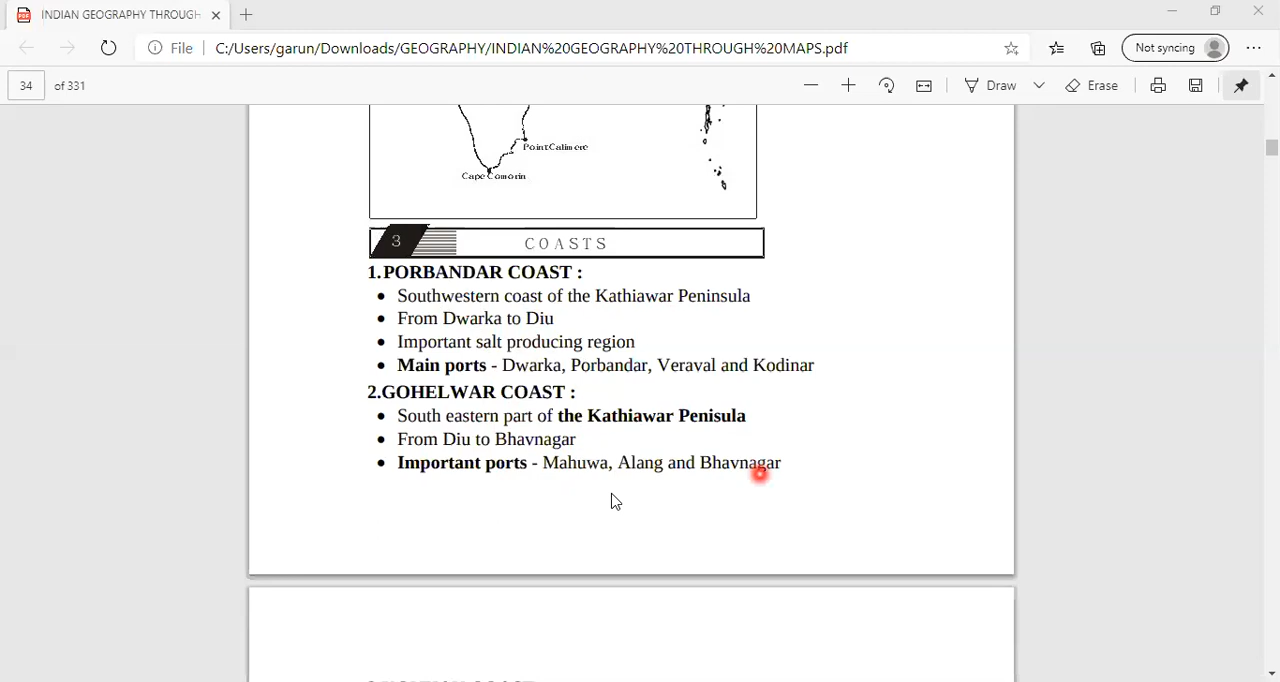 INDIAN GEOGRAPHY THROUGH
File
C:/Users/garun/Downloads/GEOGRAPHY/INDIAN%20GEOGRAPHY%20THROUGH%20MAPS.pdf
Not syncing
34 of 331
Draw
Erase
Point Calimere
Cape Comorin
3 COASTS
1.PORBANDAR COAST :
• Southwestern coast of the Kathiawar Peninsula
• From Dwarka to Diu
• Important salt producing region
• Main ports - Dwarka, Porbandar, Veraval and Kodinar
2.GOHELWAR COAST :
• South eastern part of the Kathiawar Penisula
• From Diu to Bhavnagar
• Important ports - Mahuwa, Alang and Bhavnagar